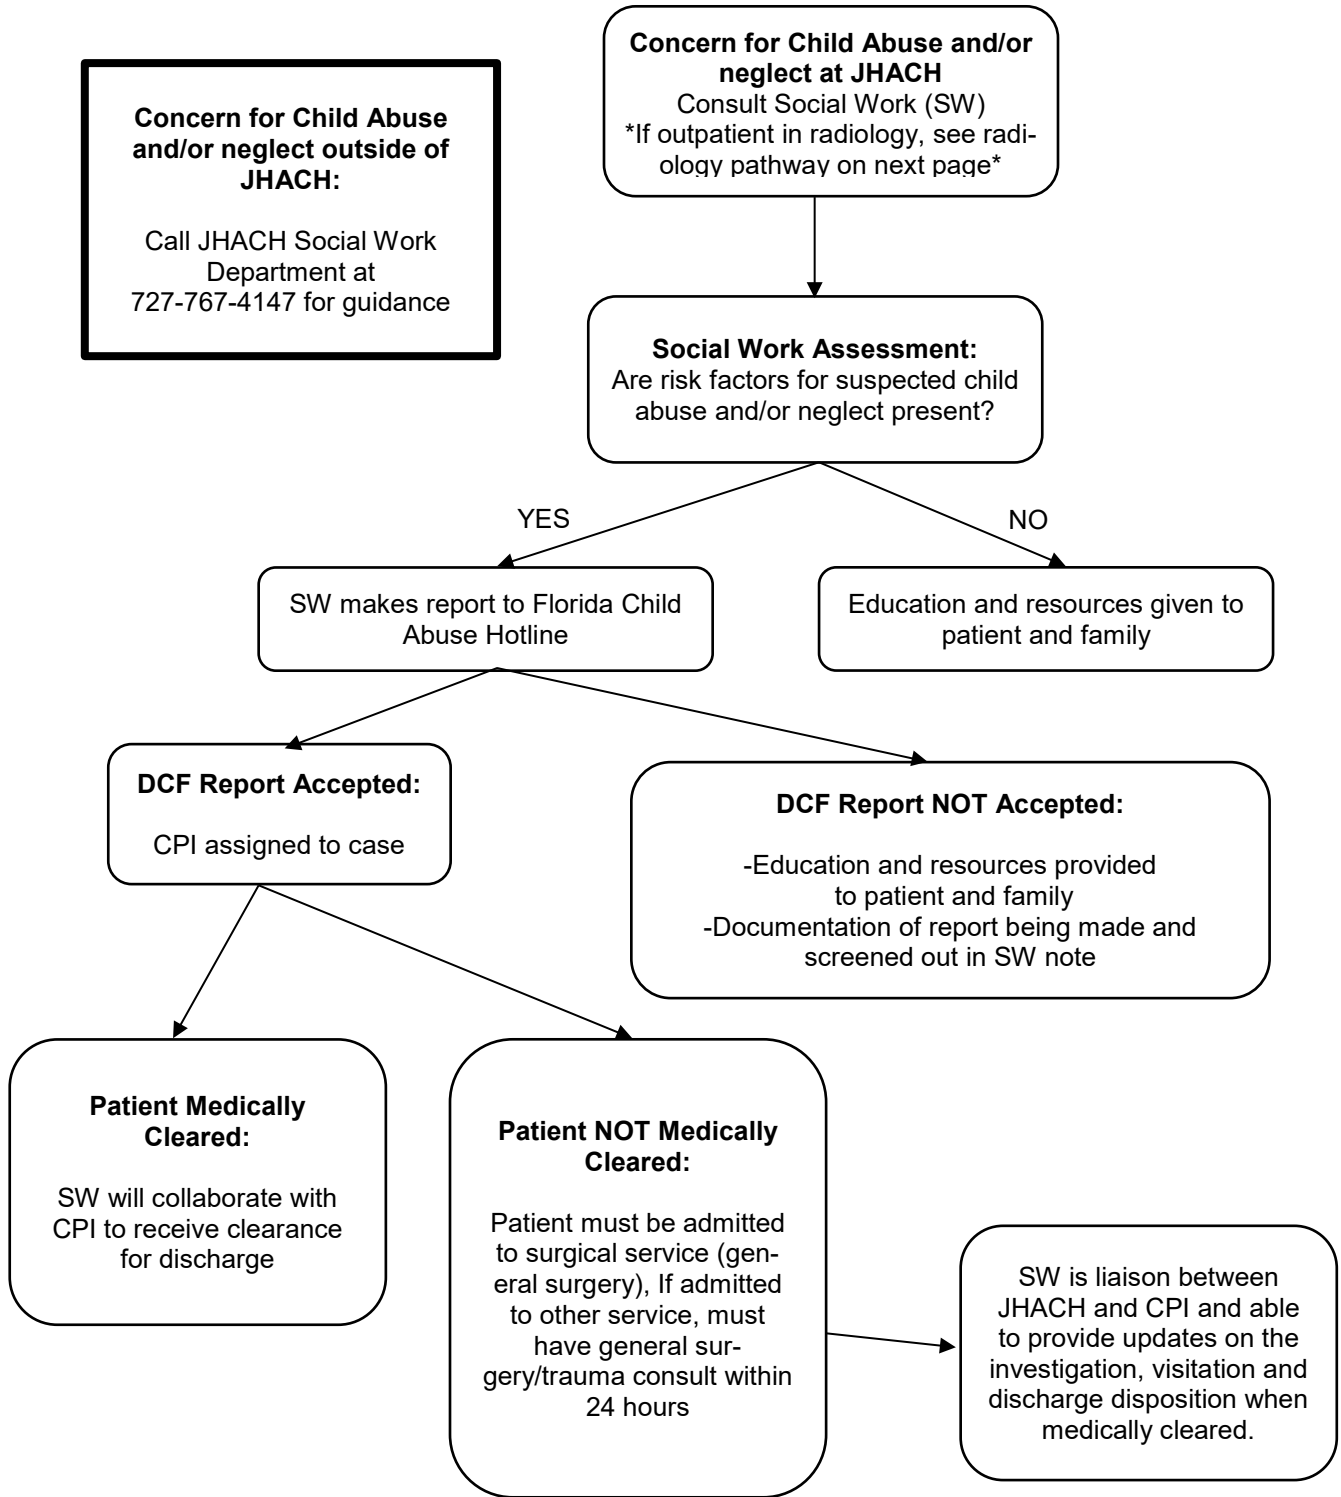 Concern for Child Abuse and/or
neglect at JHACH
Consult Social Work (SW)
*If outpatient in radiology, see radi-
ology pathway on next page*
Concern for Child Abuse
and/or neglect outside of
JHACH:
Call JHACH Social Work
Department at
727-767-4147 for guidance
Social Work Assessment:
Are risk factors for suspected child
abuse and/or neglect present?
YES
NO
SW makes report to Florida Child
Abuse Hotline
Education and resources given to
patient and family
DCF Report Accepted:
CPI assigned to case
DCF Report NOT Accepted:
-Education and resources provided
to patient and family
-Documentation of report being made and
screened out in SW note
Patient Medically
Cleared:
SW will collaborate with
CPI to receive clearance
for discharge
Patient NOT Medically
Cleared:
Patient must be admitted
to surgical service (gen-
eral surgery), If admitted
to other service, must
have general sur-
gery/trauma consult within
24 hours
SW is liaison between
JHACH and CPI and able
to provide updates on the
investigation, visitation and
discharge disposition when
medically cleared.